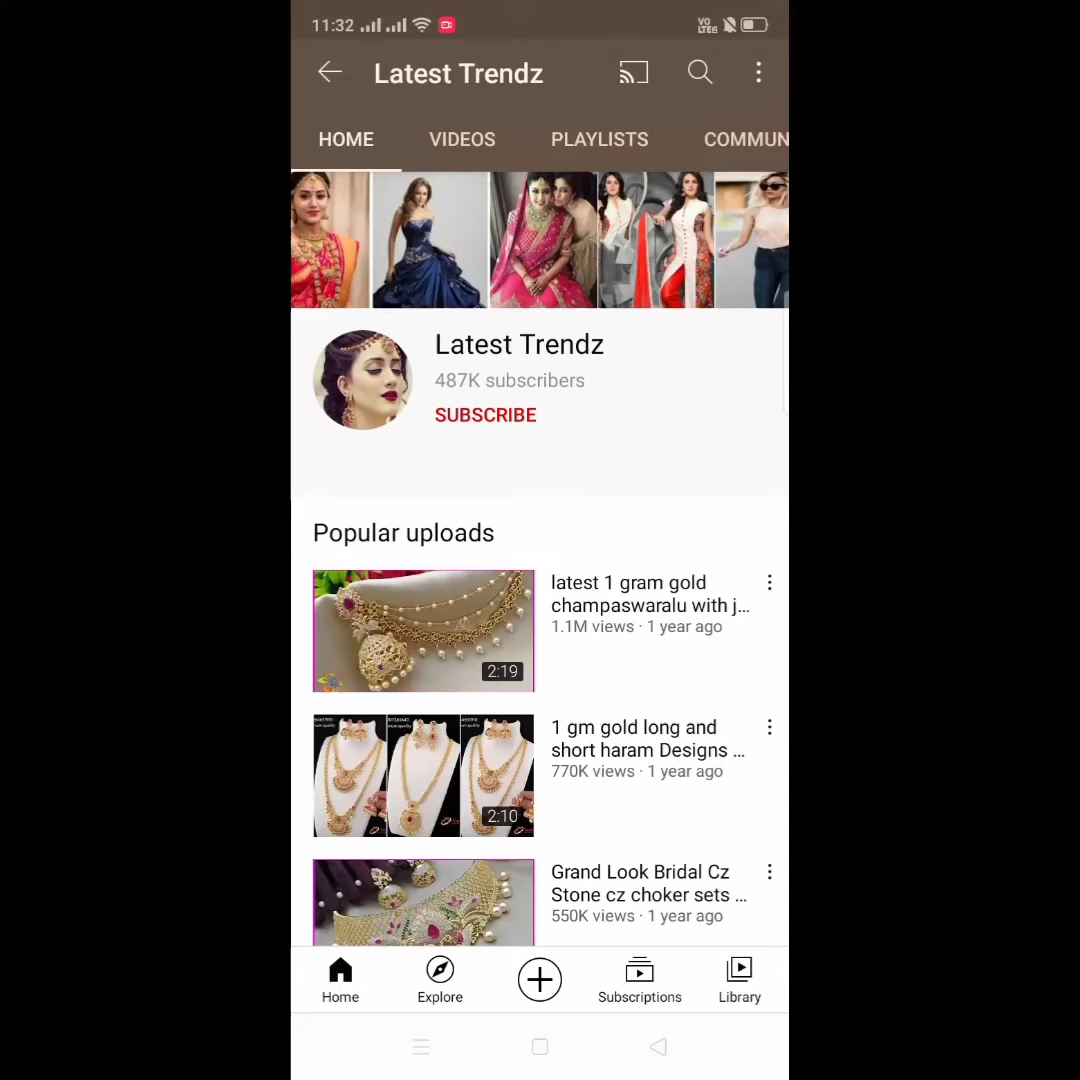 11:32
VO
LTE
Latest Trendz
HOME VIDEOS PLAYLISTS COMMUN
Latest Trendz
487K subscribers
SUBSCRIBE
Popular uploads
latest 1 gram gold
champaswaralu with j...
1.1M views · 1 year ago
2:19
1 gm gold long and
short haram Designs ...
770K views · 1 year ago
2:10
Grand Look Bridal Cz
Stone cz choker sets ...
550K views · 1 year ago
Home Explore Subscriptions Library